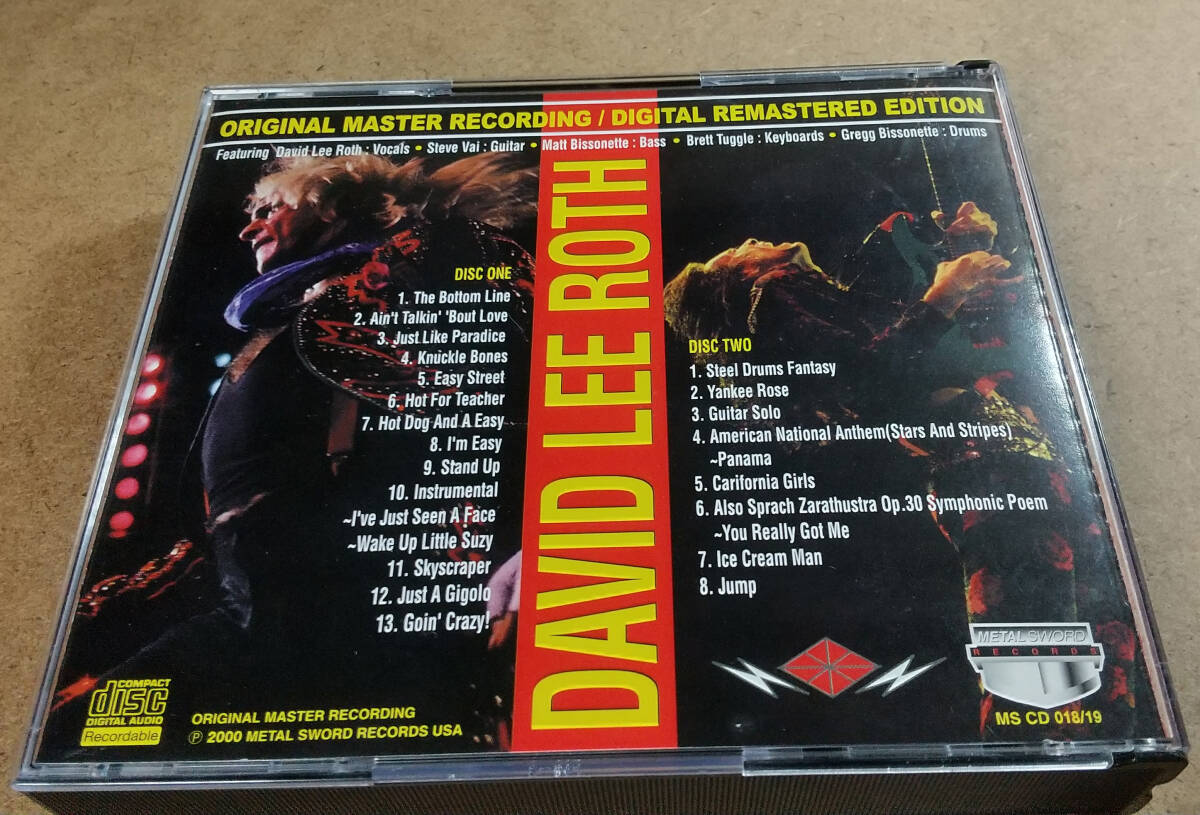 ORIGINAL MASTER RECORDING / DIGITAL REMASTERED EDITION
Featuring David Lee Roth : Vocals • Steve Vai : Guitar • Matt Bissonette : Bass • Brett Tuggle : Keyboards • Gregg Bissonette : Drums
DAVID LEE ROTH
DISC ONE
1. The Bottom Line
2. Ain't Talkin' 'Bout Love
3. Just Like Paradice
4. Knuckle Bones
5. Easy Street
6. Hot For Teacher
7. Hot Dog And A Easy
8. I'm Easy
9. Stand Up
10. Instrumental
~I've Just Seen A Face
~Wake Up Little Suzy
11. Skyscraper
12. Just A Gigolo
13. Goin' Crazy!
DISC TWO
1. Steel Drums Fantasy
2. Yankee Rose
3. Guitar Solo
4. American National Anthem(Stars And Stripes)
~Panama
5. Carifornia Girls
6. Also Sprach Zarathustra Op.30 Symphonic Poem
~You Really Got Me
7. Ice Cream Man
8. Jump
COMPACT
disc
DIGITAL AUDIO
Recordable
ORIGINAL MASTER RECORDING
℗ 2000 METAL SWORD RECORDS USA
METAL SWORD
RECORDS
MS CD 018/19